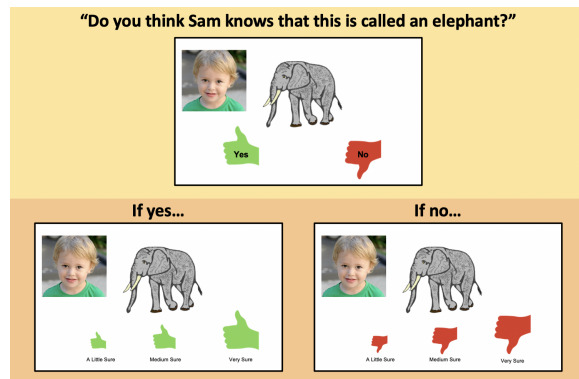 “Do you think Sam knows that this is called an elephant?”
Yes
No
If yes...
A Little Sure
Medium Sure
Very Sure
If no...
A Little Sure
Medium Sure
Very Sure